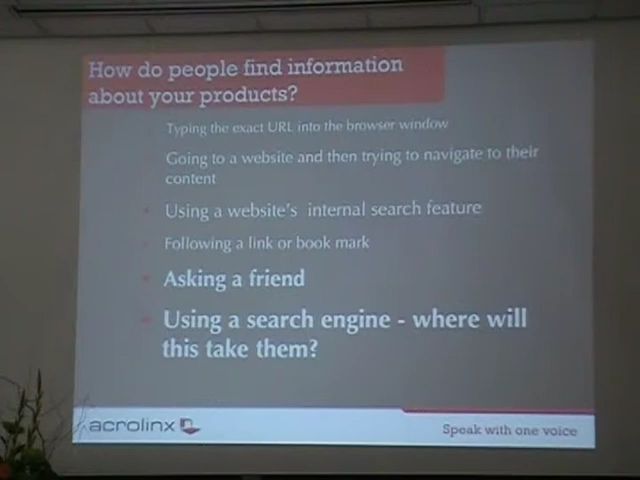 How do people find information
about your products?
Typing the exact URL into the browser window
Going to a website and then trying to navigate to their
content
Using a website's internal search feature
Following a link or book mark
Asking a friend
Using a search engine - where will
this take them?
acrolinx
Speak with one voice